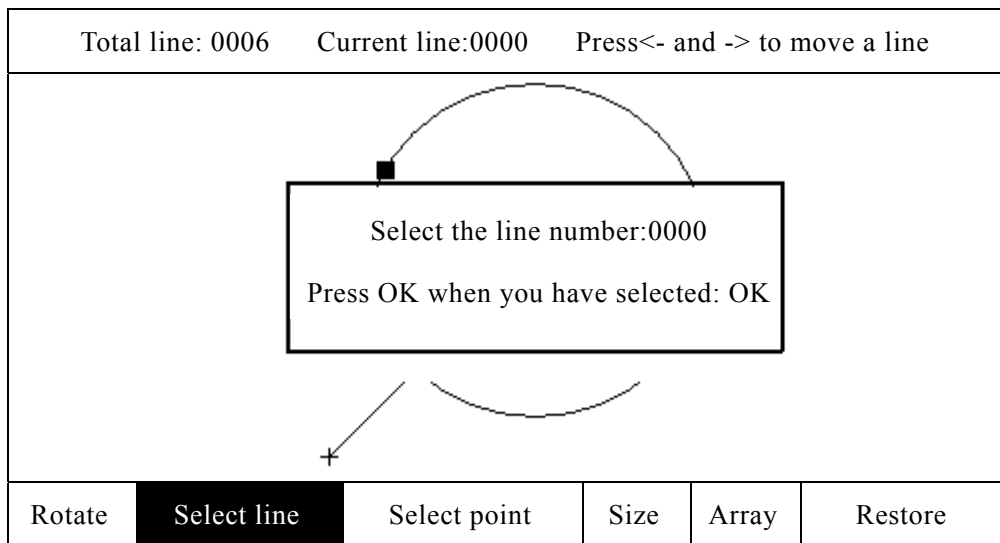 Total line: 0006 Current line:0000 Press<- and -> to move a line
Select the line number:0000
Press OK when you have selected: OK
Rotate Select line Select point Size Array Restore